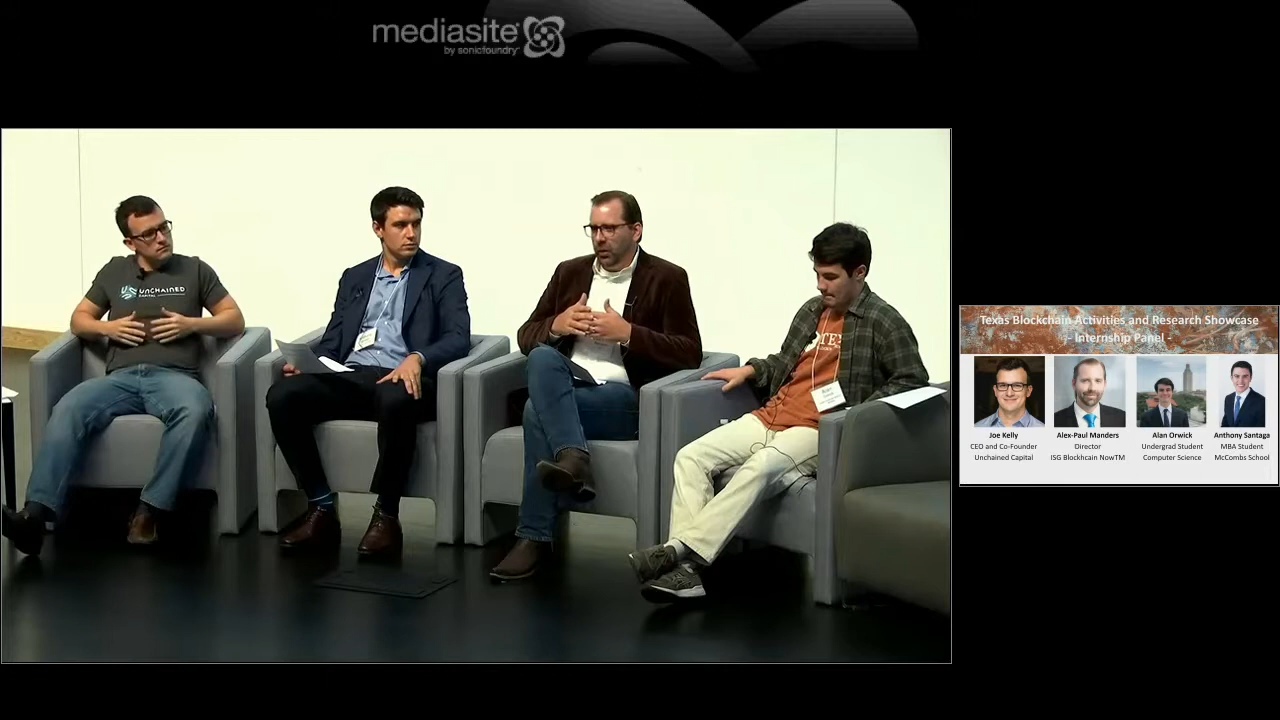 mediasite
by sonicfoundry
UNCHAINED
CAPITAL
TEX
Texas Blockchain Activities and Research Showcase
- Internship Panel -
Joe Kelly
CEO and Co-Founder
Unchained Capital
Alex-Paul Manders
Director
ISG Blockhcain NowTM
Alan Orwick
Undergrad Student
Computer Science
Anthony Santaga
MBA Student
McCombs School